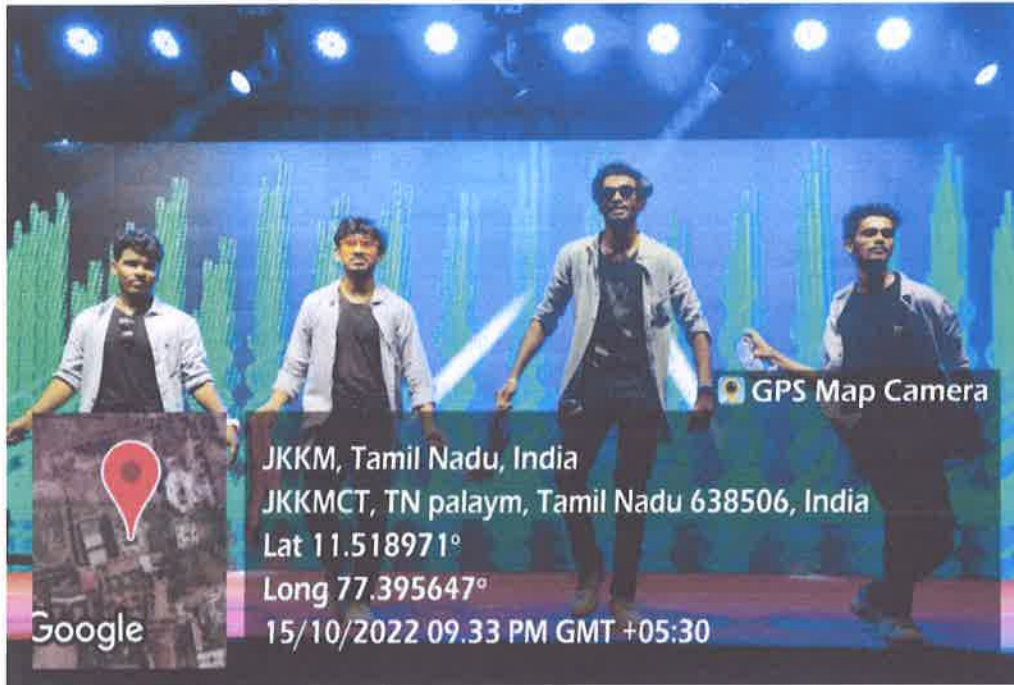 GPS Map Camera
JKKM, Tamil Nadu, India
JKKMCT, TN palaym, Tamil Nadu 638506, India
Lat 11.518971°
Long 77.395647°
15/10/2022 09.33 PM GMT +05:30
Google